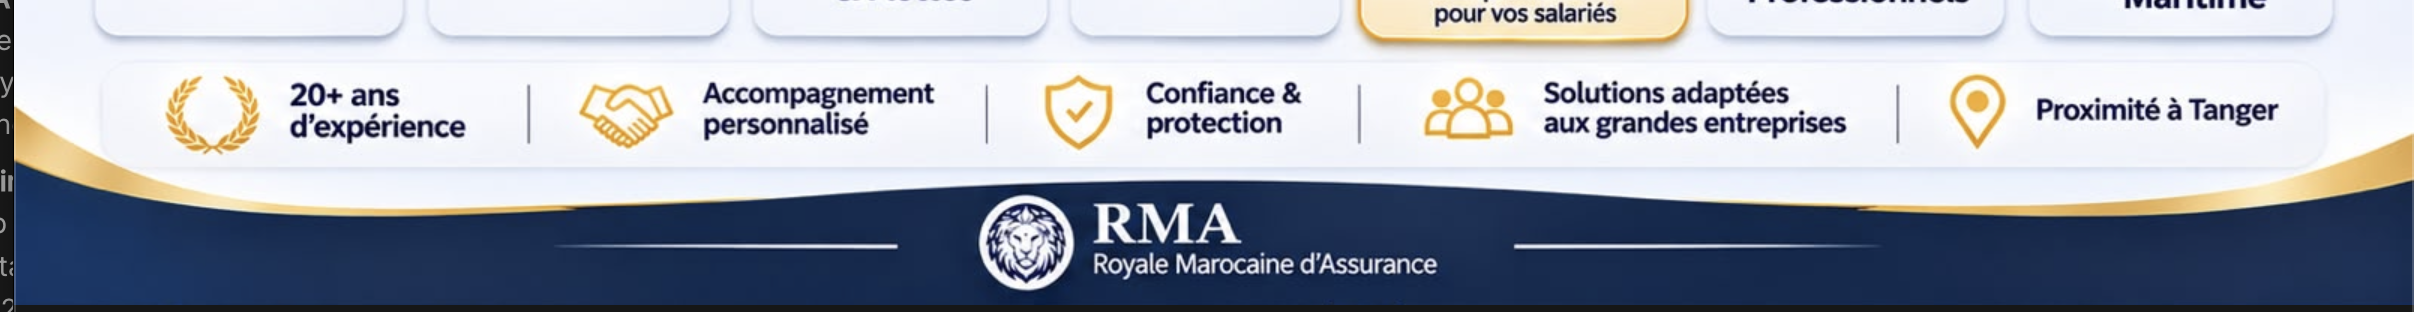 pour vos salariés
20+ ans
d'expérience
Accompagnement
personnalisé
Confiance &
protection
Solutions adaptées
aux grandes entreprises
Proximité à Tanger
RMA
Royale Marocaine d'Assurance